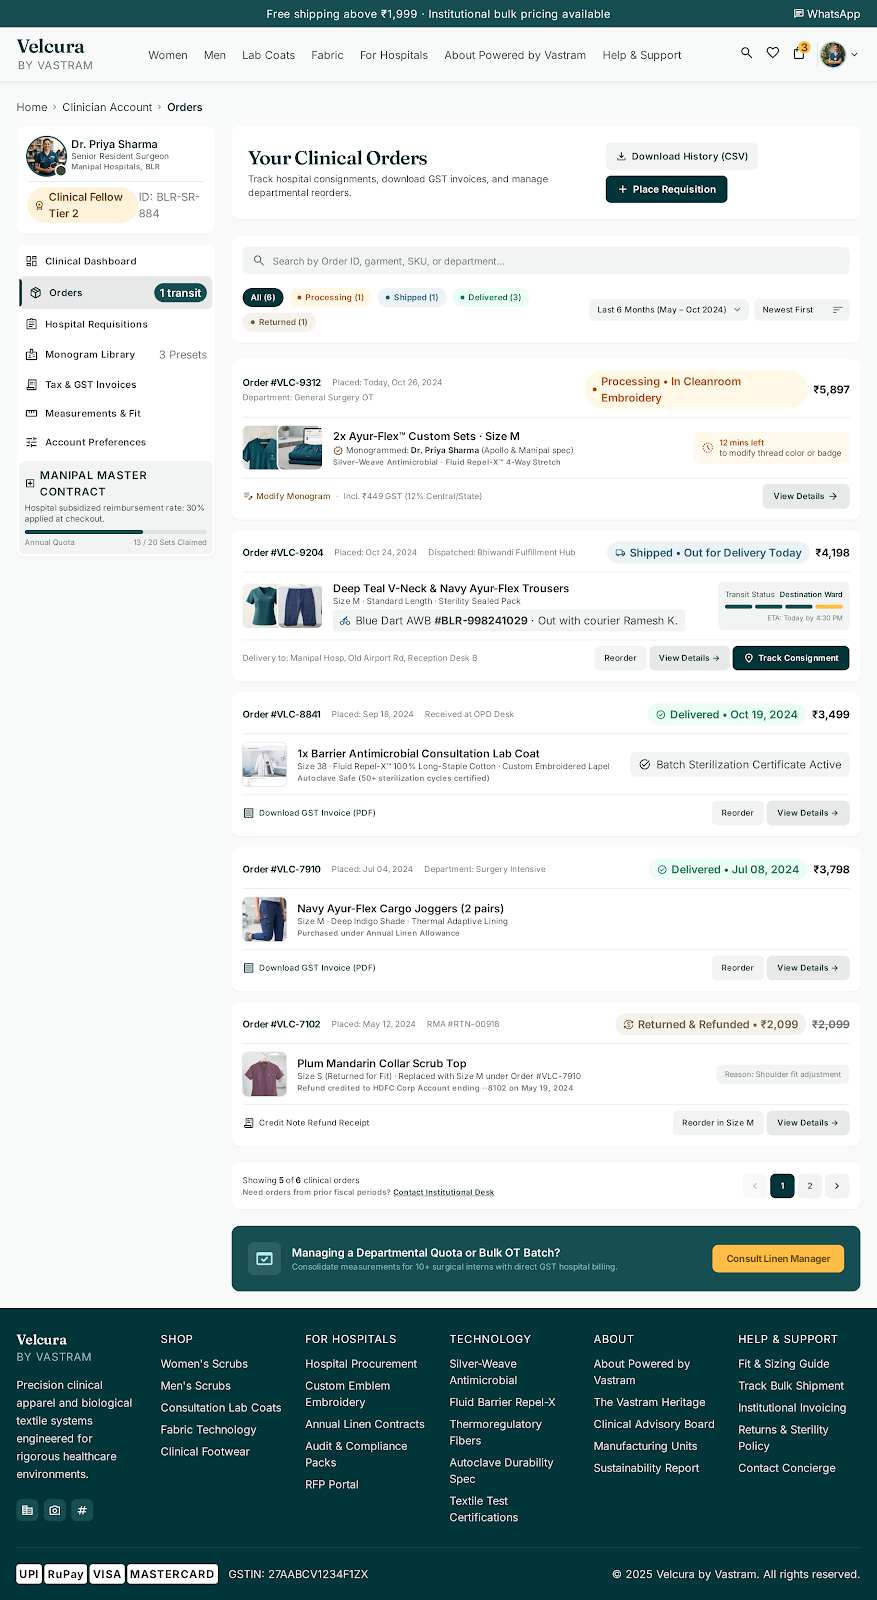 Free shipping above ₹1,999 · Institutional bulk pricing available
WhatsApp
Velcura
BY VASTRAM
Women
Men
Lab Coats
Fabric
For Hospitals
About Powered by Vastram
Help & Support
3
Home › Clinician Account › Orders
Dr. Priya Sharma
Senior Resident Surgeon
Manipal Hospitals, BLR
Clinical Fellow
Tier 2
ID: BLR-SR-
884
Clinical Dashboard
Orders
1 transit
Hospital Requisitions
Monogram Library
3 Presets
Tax & GST Invoices
Measurements & Fit
Account Preferences
MANIPAL MASTER
CONTRACT
Hospital subsidized reimbursement rate: 30%
applied at checkout.
Annual Quota
13 / 20 Sets Claimed
Your Clinical Orders
Track hospital consignments, download GST invoices, and manage
departmental reorders.
Download History (CSV)
+ Place Requisition
Search by Order ID, garment, SKU, or department...
All (6)
• Processing (1)
• Shipped (1)
• Delivered (3)
• Returned (1)
Last 6 Months (May – Oct 2024)
Newest First
Order #VLC-9312
Placed: Today, Oct 26, 2024
Department: General Surgery OT
• Processing • In Cleanroom
Embroidery
₹5,897
2x Ayur-Flex™ Custom Sets · Size M
Monogrammed: Dr. Priya Sharma (Apollo & Manipal spec)
Silver-Weave Antimicrobial · Fluid Repel-X™ 4-Way Stretch
12 mins left
to modify thread color or badge
Modify Monogram · Incl. ₹449 GST (12% Central/State)
View Details →
Order #VLC-9204
Placed: Oct 24, 2024
Dispatched: Bhiwandi Fulfillment Hub
Shipped • Out for Delivery Today
₹4,198
Deep Teal V-Neck & Navy Ayur-Flex Trousers
Size M · Standard Length · Sterility Sealed Pack
Blue Dart AWB #BLR-998241029 · Out with courier Ramesh K.
Transit Status
Destination Ward
ETA: Today by 4:30 PM
Delivery to: Manipal Hosp, Old Airport Rd, Reception Desk B
Reorder
View Details →
Track Consignment
Order #VLC-8841
Placed: Sep 18, 2024
Received at OPD Desk
Delivered • Oct 19, 2024
₹3,499
1x Barrier Antimicrobial Consultation Lab Coat
Size 38 · Fluid Repel-X™ 100% Long-Staple Cotton · Custom Embroidered Lapel
Autoclave Safe (50+ sterilization cycles certified)
Batch Sterilization Certificate Active
Download GST Invoice (PDF)
Reorder
View Details →
Order #VLC-7910
Placed: Jul 04, 2024
Department: Surgery Intensive
Delivered • Jul 08, 2024
₹3,798
Navy Ayur-Flex Cargo Joggers (2 pairs)
Size M · Deep Indigo Shade · Thermal Adaptive Lining
Purchased under Annual Linen Allowance
Download GST Invoice (PDF)
Reorder
View Details →
Order #VLC-7102
Placed: May 12, 2024
RMA #RTN-00918
Returned & Refunded • ₹2,099
₹2,099
Plum Mandarin Collar Scrub Top
Size S (Returned for Fit) · Replaced with Size M under Order #VLC-7910
Refund credited to HDFC Corp Account ending ··8102 on May 19, 2024
Reason: Shoulder fit adjustment
Credit Note Refund Receipt
Reorder in Size M
View Details →
Showing 5 of 6 clinical orders
Need orders from prior fiscal periods? Contact Institutional Desk
‹
1
2
›
Managing a Departmental Quota or Bulk OT Batch?
Consolidate measurements for 10+ surgical interns with direct GST hospital billing.
Consult Linen Manager
Velcura
BY VASTRAM
Precision clinical
apparel and biological
textile systems
engineered for
rigorous healthcare
environments.
SHOP
Women's Scrubs
Men's Scrubs
Consultation Lab Coats
Fabric Technology
Clinical Footwear
FOR HOSPITALS
Hospital Procurement
Custom Emblem
Embroidery
Annual Linen Contracts
Audit & Compliance
Packs
RFP Portal
TECHNOLOGY
Silver-Weave
Antimicrobial
Fluid Barrier Repel-X
Thermoregulatory
Fibers
Autoclave Durability
Spec
Textile Test
Certifications
ABOUT
About Powered by
Vastram
The Vastram Heritage
Clinical Advisory Board
Manufacturing Units
Sustainability Report
HELP & SUPPORT
Fit & Sizing Guide
Track Bulk Shipment
Institutional Invoicing
Returns & Sterility
Policy
Contact Concierge
#
UPI
RuPay
VISA
MASTERCARD
GSTIN: 27AABCV1234F1ZX
© 2025 Velcura by Vastram. All rights reserved.